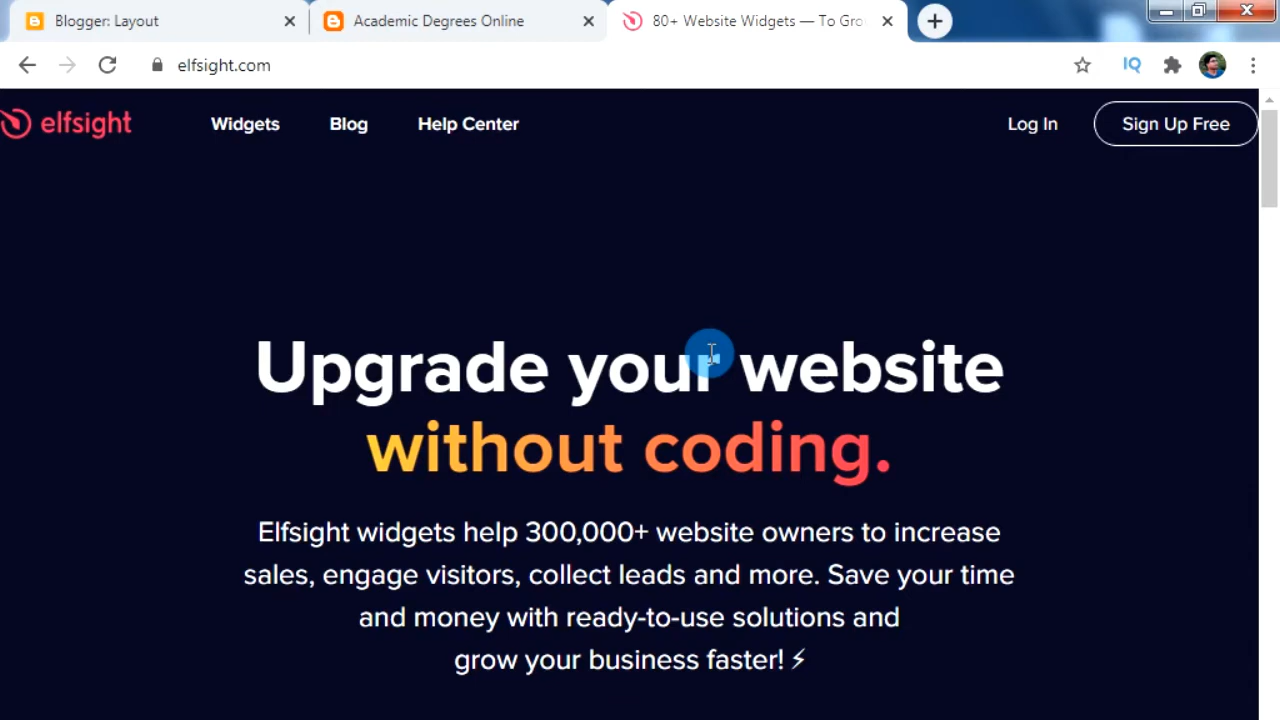 Blogger: Layout
Academic Degrees Online
80+ Website Widgets — To Gro
elfsight.com
IQ
elfsight
Widgets
Blog
Help Center
Log In
Sign Up Free
Upgrade your website
without coding.
Elfsight widgets help 300,000+ website owners to increase
sales, engage visitors, collect leads and more. Save your time
and money with ready-to-use solutions and
grow your business faster! ⚡